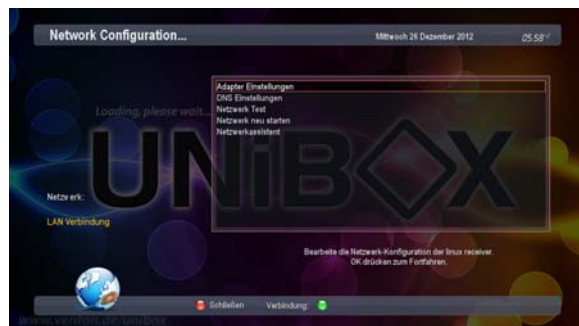 Network Configuration...
Mittwoch 26 Dezember 2012
05.58
Loading, please wait...
Adapter Einstellungen
DNS Einstellungen
Netzwerk Test
Netzwerk neu starten
Netzwerkassistent
UNiBOX
Netzwerk:
LAN Verbindung
Bearbeite die Netzwerk-Konfiguration der linux receiver.
OK drücken zum Fortfahren.
Schließen
Verbindung:
www.venton.de/unibox